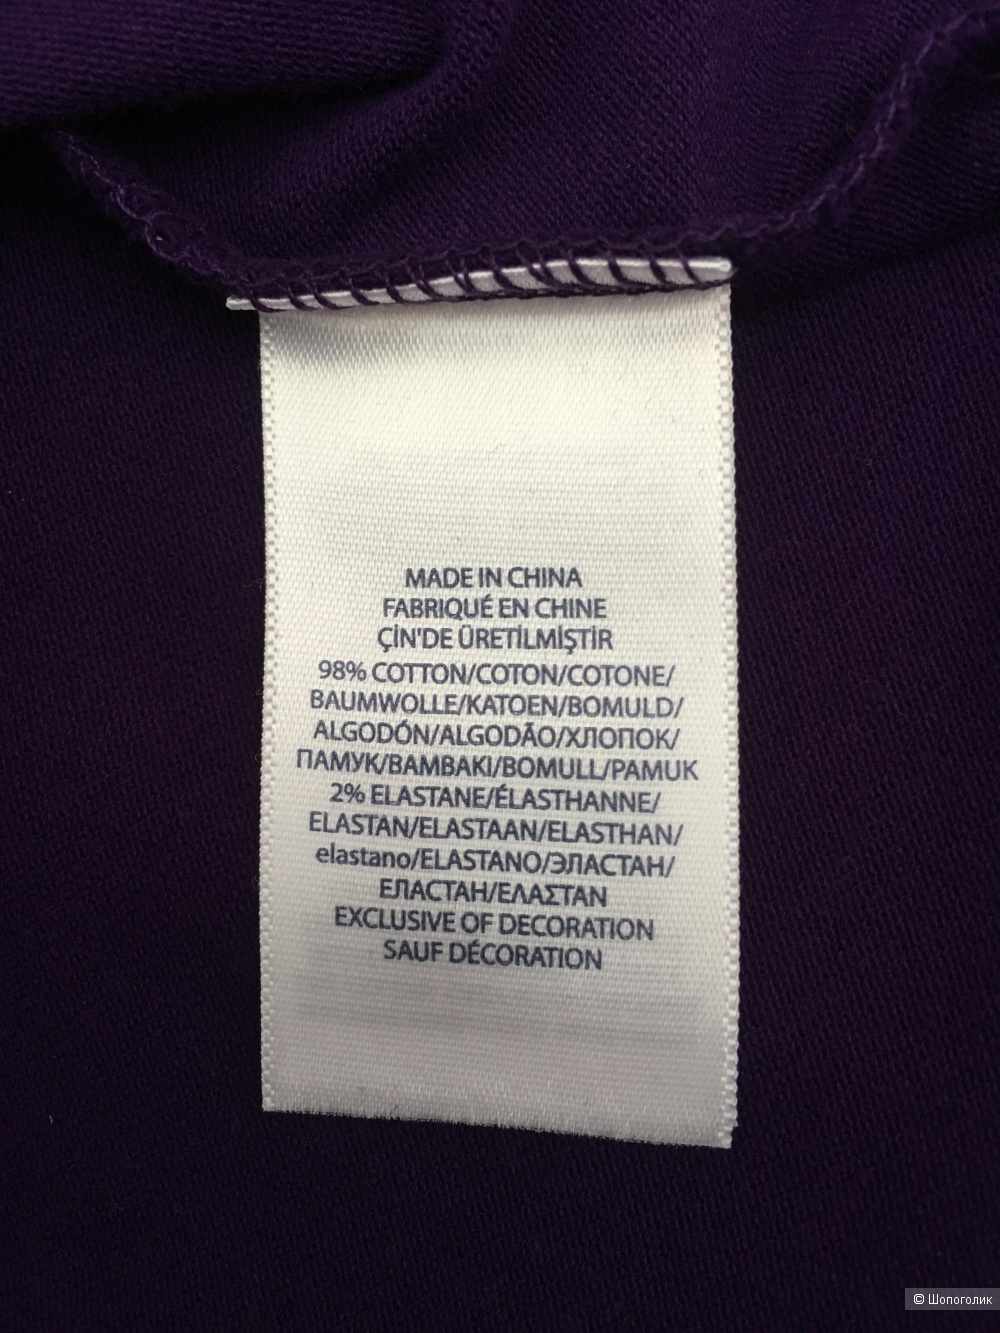 MADE IN CHINA
FABRIQUÉ EN CHINE
ÇİN'DE ÜRETİLMİŞTİR
98% COTTON/COTON/COTONE/
BAUMWOLLE/KATOEN/BOMULD/
ALGODÓN/ALGODÃO/ХЛОПОК/
ПАМУК/BAMBAKI/BOMULL/PAMUK
2% ELASTANE/ÉLASTHANNE/
ELASTAN/ELASTAAN/ELASTHAN/
elastano/ELASTANO/ЭЛАСТАН/
ЕЛАСТАН/ΕΛΑΣΤΑΝ
EXCLUSIVE OF DECORATION
SAUF DÉCORATION
© Шопоголик